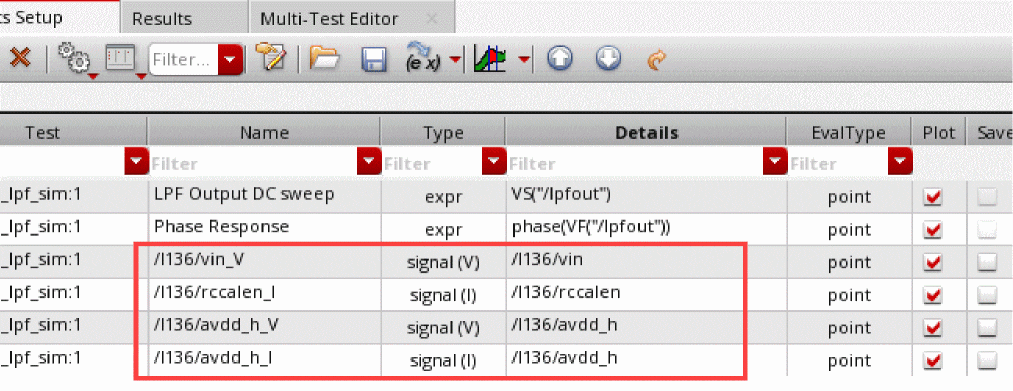 ts Setup
Results
Multi-Test Editor
Filter...
(e x)
Test Name Type Details EvalType Plot Save
Filter Filter Filter Filter
_lpf_sim:1 LPF Output DC sweep expr VS("/lpfout") point
_lpf_sim:1 Phase Response expr phase(VF("/lpfout")) point
_lpf_sim:1 /I136/vin_V signal (V) /I136/vin point
_lpf_sim:1 /I136/rccalen_I signal (I) /I136/rccalen point
_lpf_sim:1 /I136/avdd_h_V signal (V) /I136/avdd_h point
_lpf_sim:1 /I136/avdd_h_I signal (I) /I136/avdd_h point